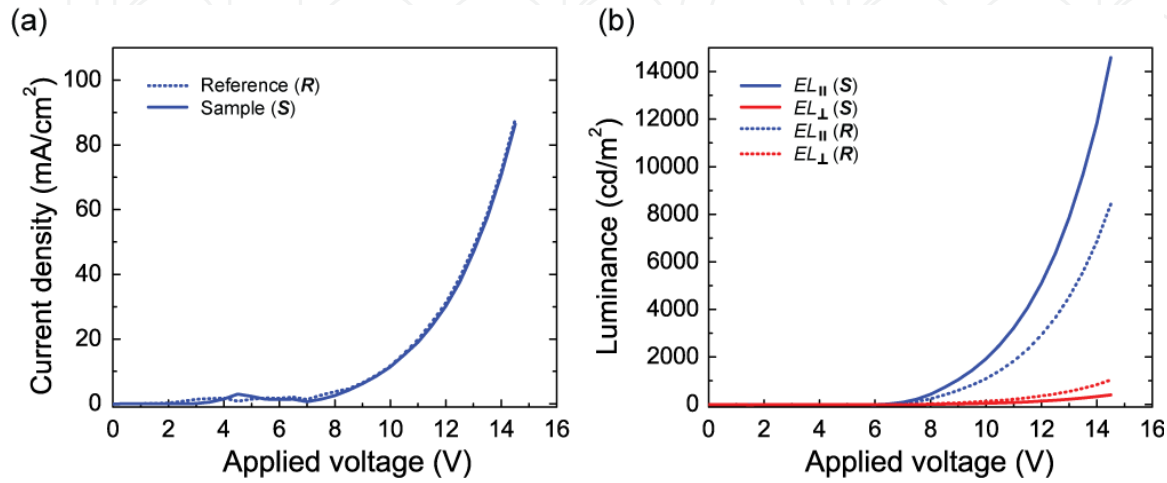 (a)
100
80
60
40
20
0
0 2 4 6 8 10 12 14 16
Current density (mA/cm²)
Applied voltage (V)
Reference (R)
Sample (S)
(b)
14000
12000
10000
8000
6000
4000
2000
0
0 2 4 6 8 10 12 14 16
Luminance (cd/m²)
Applied voltage (V)
EL∥ (S)
EL⊥ (S)
EL∥ (R)
EL⊥ (R)